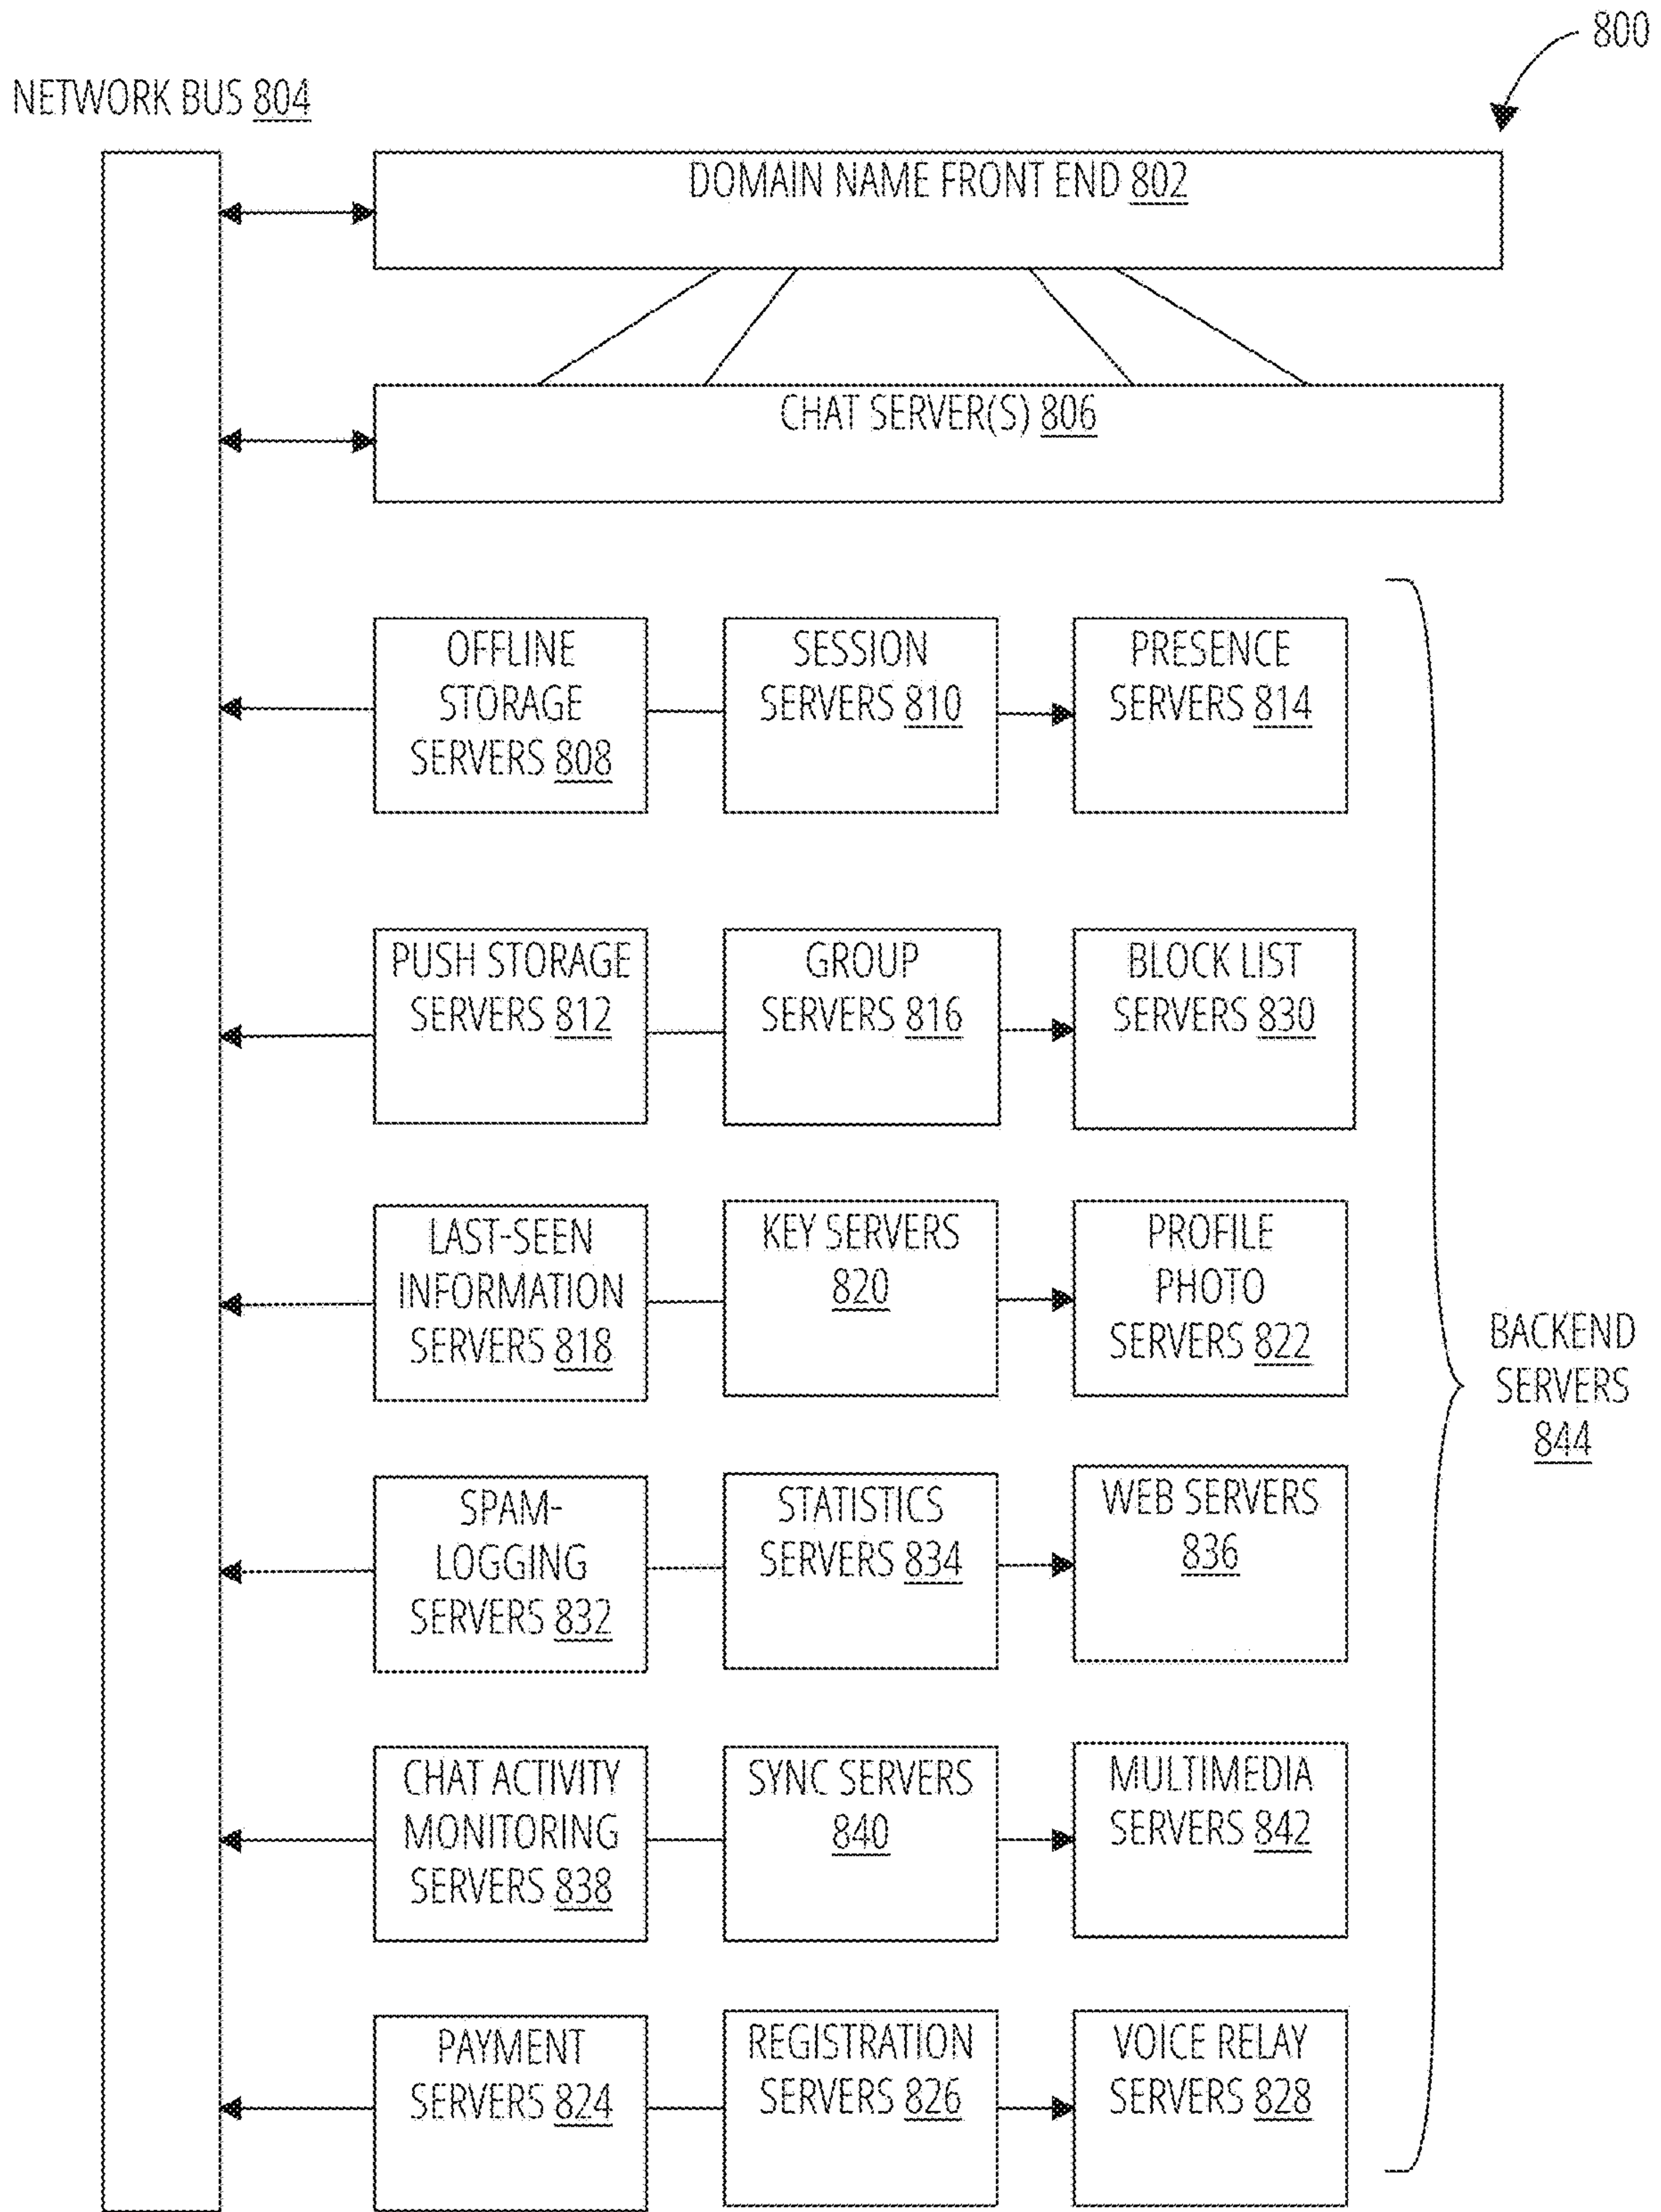 800
NETWORK BUS 804
DOMAIN NAME FRONT END 802
CHAT SERVER(S) 806
OFFLINE
STORAGE
SERVERS 808
SESSION
SERVERS 810
PRESENCE
SERVERS 814
PUSH STORAGE
SERVERS 812
GROUP
SERVERS 816
BLOCK LIST
SERVERS 830
LAST-SEEN
INFORMATION
SERVERS 818
KEY SERVERS
820
PROFILE
PHOTO
SERVERS 822
BACKEND
SERVERS
844
SPAM-
LOGGING
SERVERS 832
STATISTICS
SERVERS 834
WEB SERVERS
836
CHAT ACTIVITY
MONITORING
SERVERS 838
SYNC SERVERS
840
MULTIMEDIA
SERVERS 842
PAYMENT
SERVERS 824
REGISTRATION
SERVERS 826
VOICE RELAY
SERVERS 828